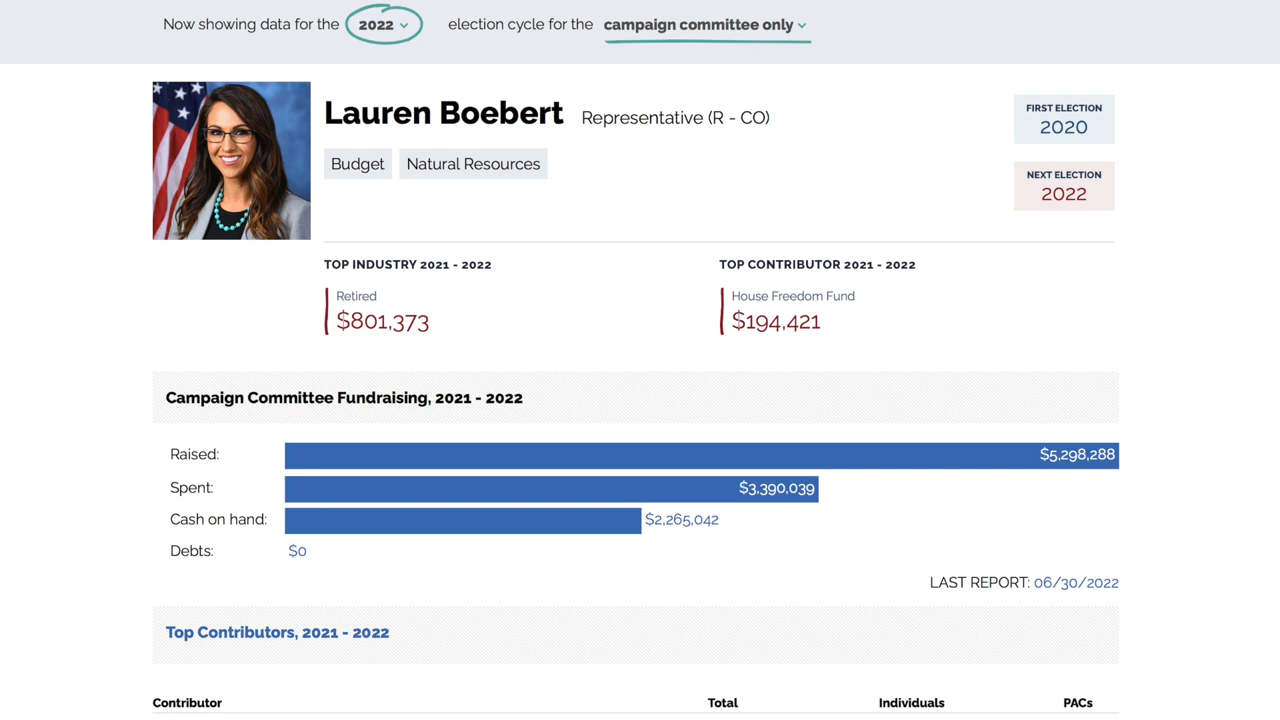 Now showing data for the 2022 election cycle for the campaign committee only
Lauren Boebert Representative (R - CO)
FIRST ELECTION
2020
Budget Natural Resources
NEXT ELECTION
2022
TOP INDUSTRY 2021 - 2022
Retired
$801,373
TOP CONTRIBUTOR 2021 - 2022
House Freedom Fund
$194,421
Campaign Committee Fundraising, 2021 - 2022
Raised: $5,298,288
Spent: $3,390,039
Cash on hand: $2,265,042
Debts: $0
LAST REPORT: 06/30/2022
Top Contributors, 2021 - 2022
Contributor Total Individuals PACs